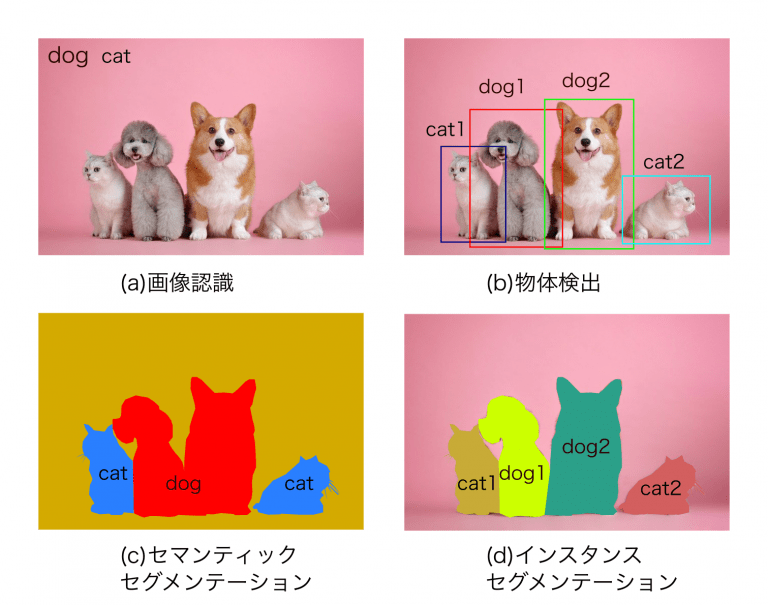 dog cat
dog1
dog2
cat1
cat2
(a)画像認識
(b)物体検出
cat
dog
cat
cat1
dog1
dog2
cat2
(c)セマンティック
セグメンテーション
(d)インスタンス
セグメンテーション